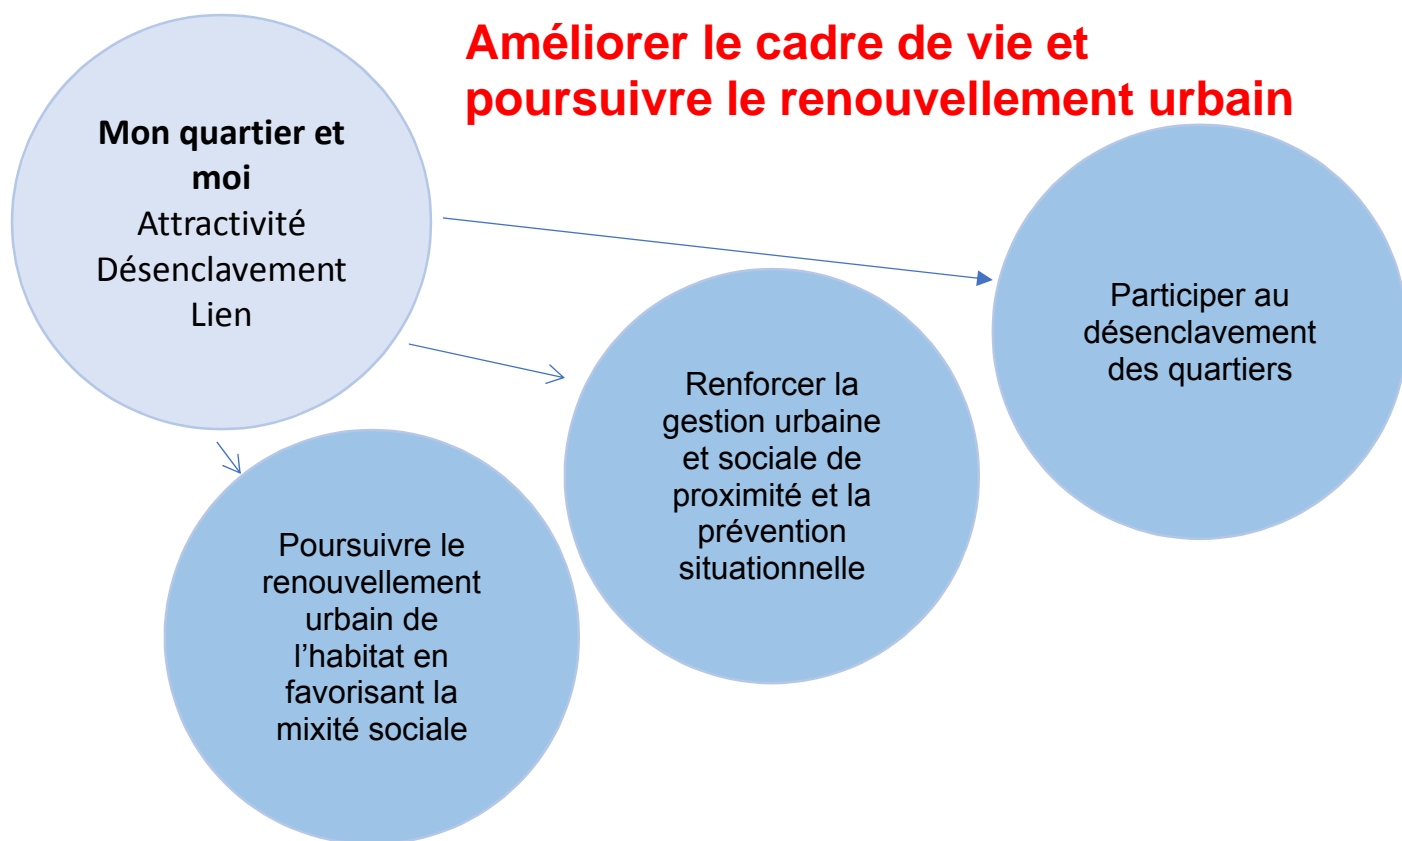 Améliorer le cadre de vie et
poursuivre le renouvellement urbain
Mon quartier et
moi
Attractivité
Désenclavement
Lien
Participer au
désenclavement
des quartiers
Renforcer la
gestion urbaine
et sociale de
proximité et la
prévention
situationnelle
Poursuivre le
renouvellement
urbain de
l’habitat en
favorisant la
mixité sociale